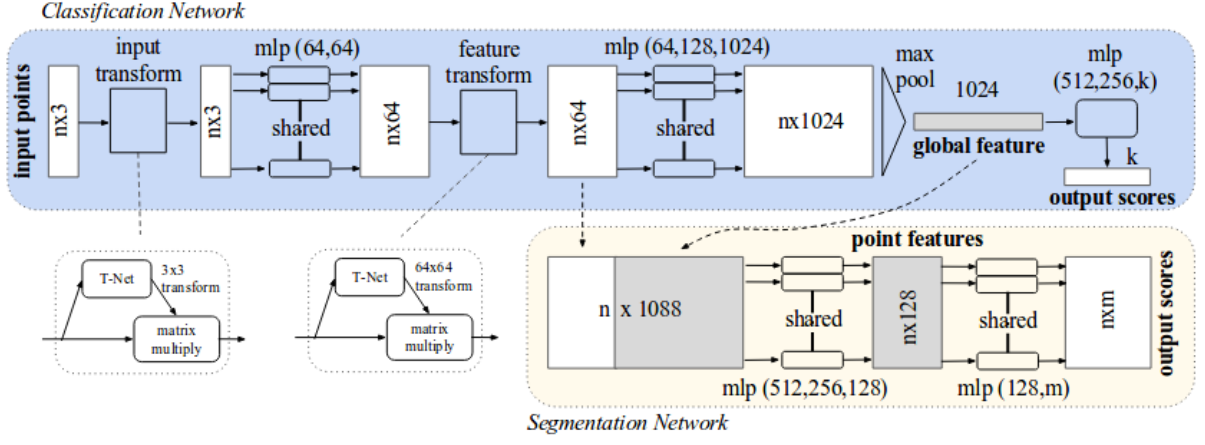 Classification Network
input points
nx3
input
transform
nx3
mlp (64,64)
shared
nx64
feature
transform
nx64
mlp (64,128,1024)
shared
nx1024
max
pool
1024
global feature
mlp
(512,256,k)
k
output scores
T-Net
3x3
transform
matrix
multiply
T-Net
64x64
transform
matrix
multiply
point features
n x 1088
shared
mlp (512,256,128)
nx128
shared
mlp (128,m)
nxm
output scores
Segmentation Network